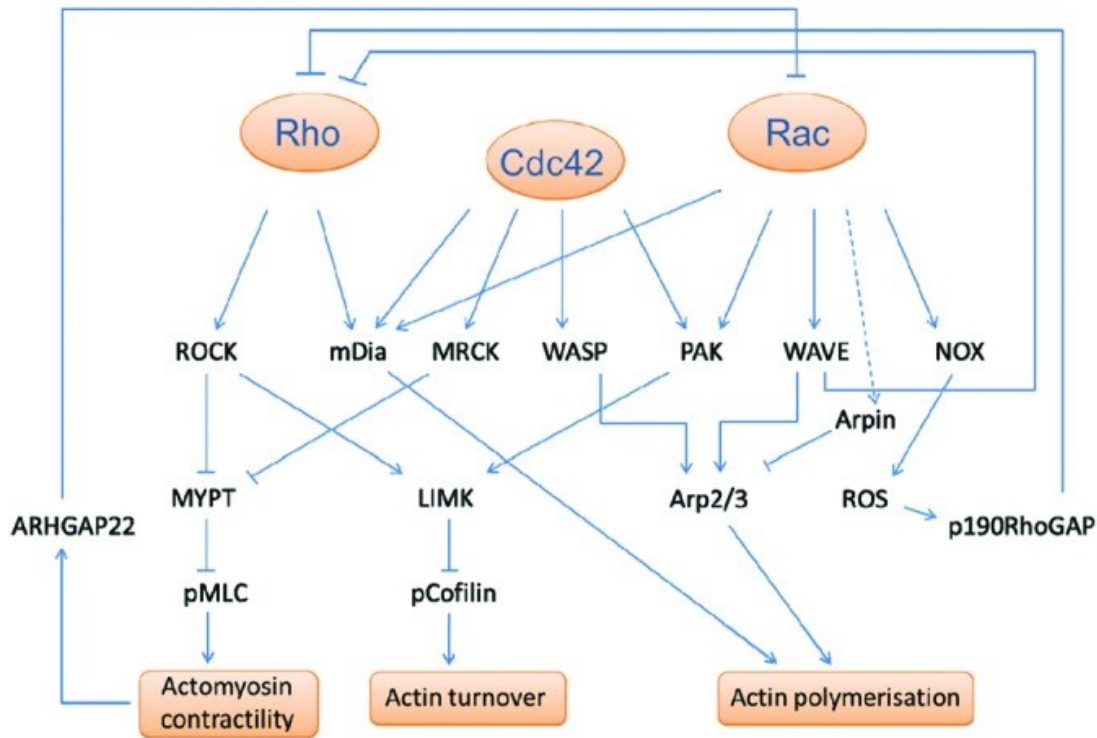 Rho
Cdc42
Rac
ROCK
mDia
MRCK
WASP
PAK
WAVE
NOX
Arpin
MYPT
LIMK
Arp2/3
ROS
ARHGAP22
p190RhoGAP
pMLC
pCofilin
Actomyosin
contractility
Actin turnover
Actin polymerisation